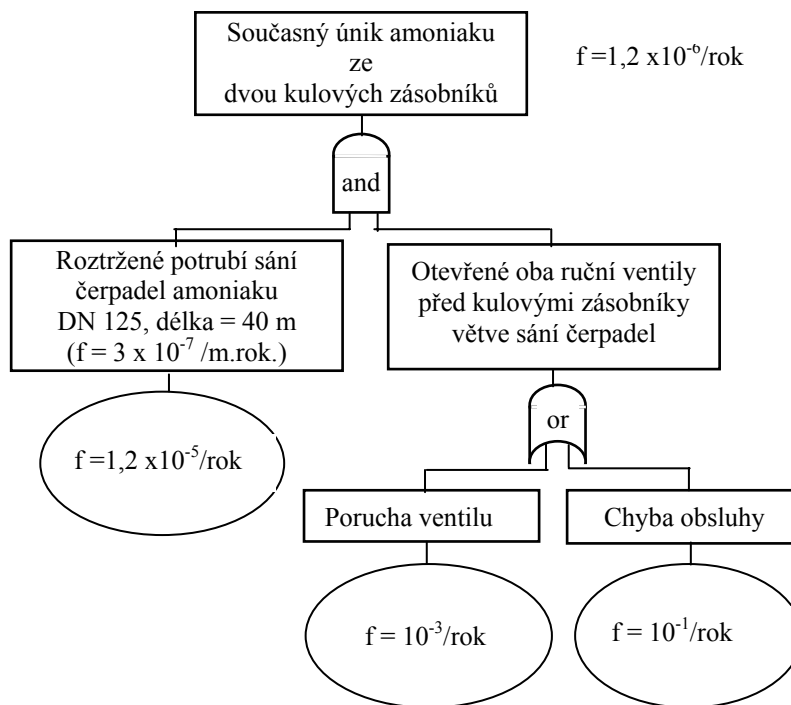 Současný únik amoniaku
ze
dvou kulových zásobníků
f =1,2 x10⁻⁶/rok
and
Roztržené potrubí sání
čerpadel amoniaku
DN 125, délka = 40 m
(f = 3 x 10⁻⁷ /m.rok.)
Otevřené oba ruční ventily
před kulovými zásobníky
větve sání čerpadel
f =1,2 x10⁻⁵/rok
or
Porucha ventilu
Chyba obsluhy
f = 10⁻³/rok
f = 10⁻¹/rok